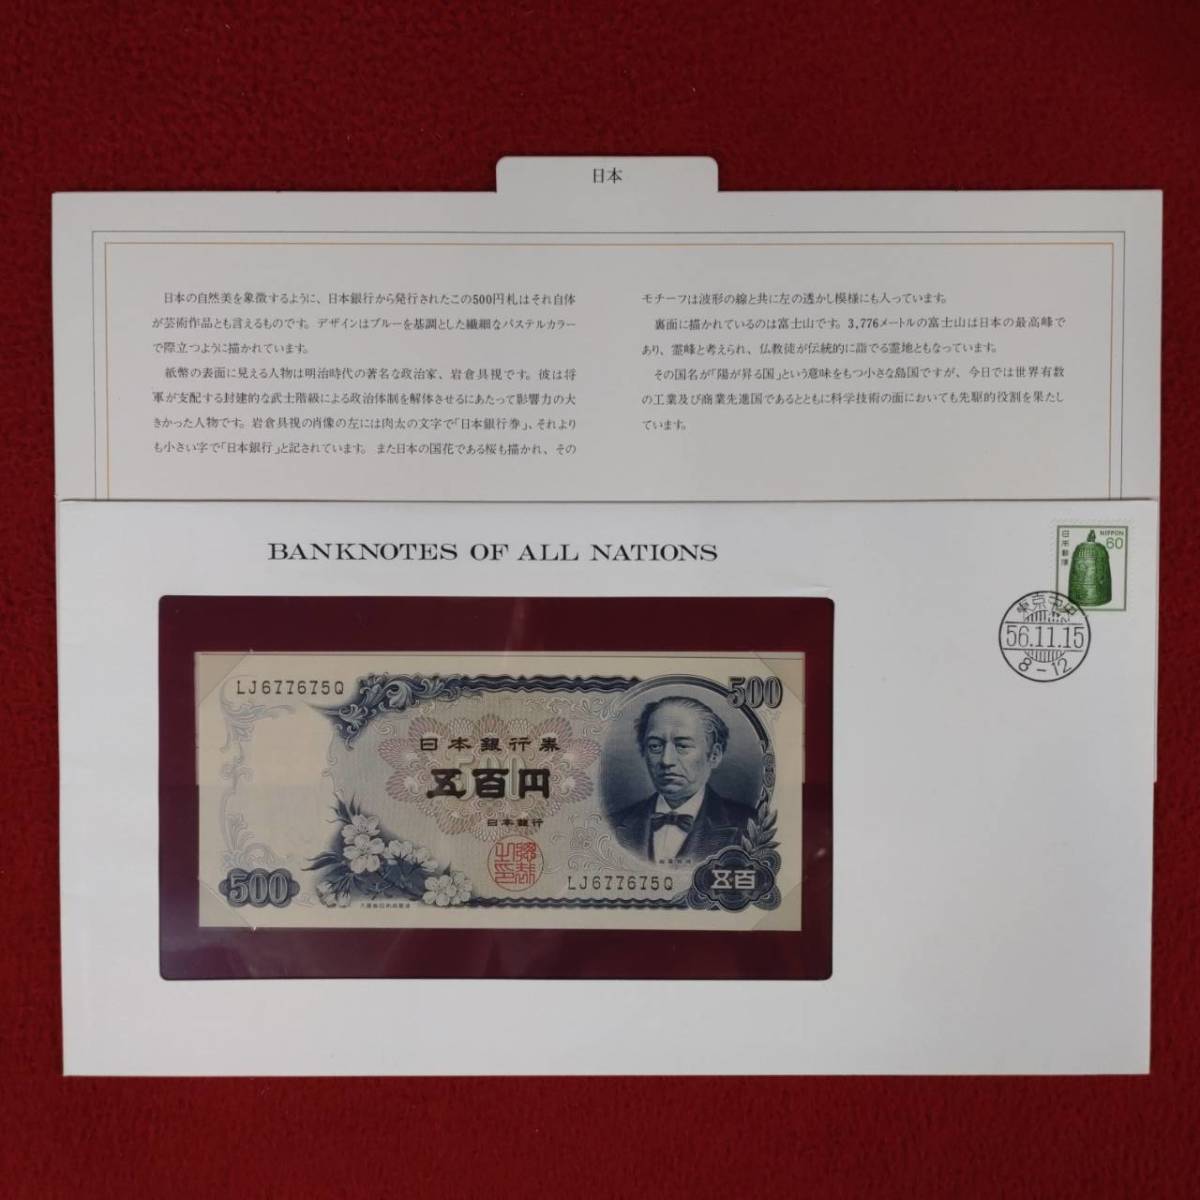 日本
日本の自然美を象徴するように、日本銀行から発行されたこの500円札はそれ自体
が芸術作品とも言えるものです。デザインはブルーを基調とした繊細なパステルカラー
で際立つように描かれています。
紙幣の表面に見える人物は明治時代の著名な政治家、岩倉具視です。彼は将
軍が支配する封建的な武士階級による政治体制を解体させるにあたって影響力の大
きかった人物です。岩倉具視の肖像の左には肉太の文字で「日本銀行券」、それより
も小さい字で「日本銀行」と記されています。また日本の国花である桜も描かれ、その
モチーフは波形の線と共に左の透かし模様にも入っています。
裏面に描かれているのは富士山です。3,776メートルの富士山は日本の最高峰で
あり、霊峰と考えられ、仏教徒が伝統的に詣でる霊地ともなっています。
その国名が「陽が昇る国」という意味をもつ小さな島国ですが、今日では世界有数
の工業及び商業先進国であるとともに科学技術の面においても先駆的役割を果たし
ています。
BANKNOTES OF ALL NATIONS
日本郵便
NIPPON
60
東京中央
56.11.15
8-12
LJ677675Q
500
日本銀行券
500
五百円
日本銀行
500
LJ677675Q
五百